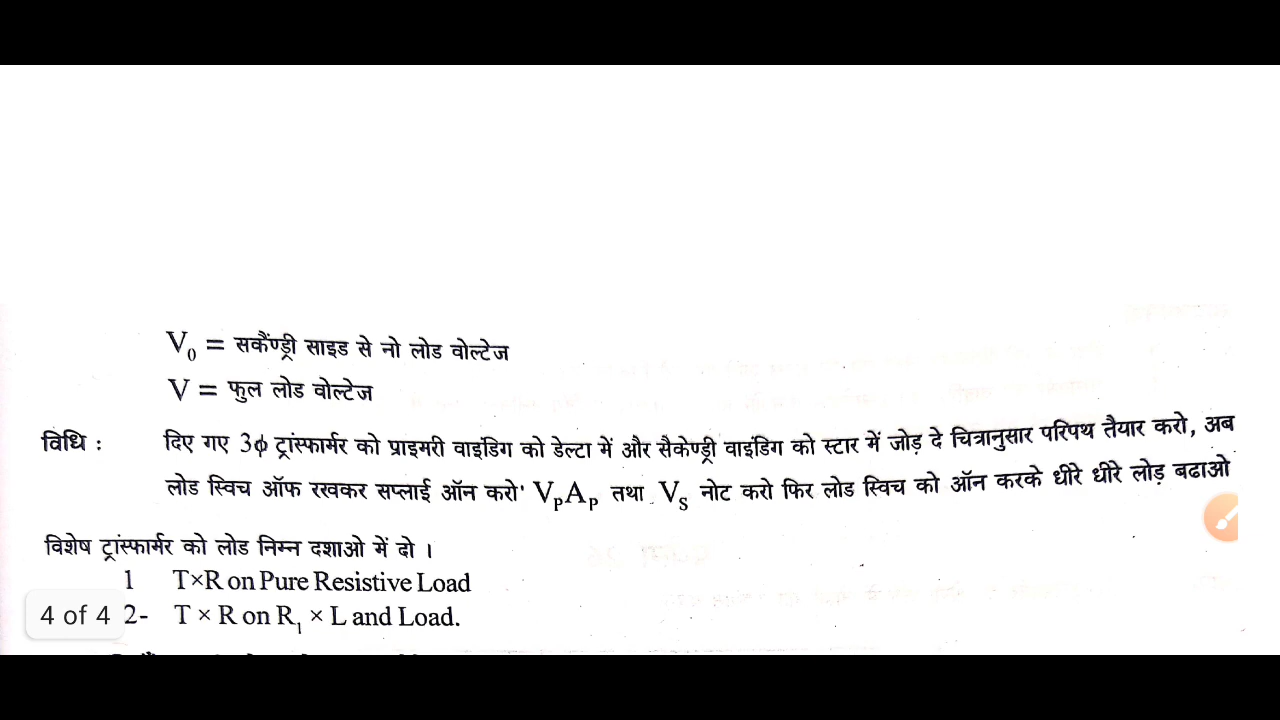 V₀ = सकैंण्ड्री साइड से नो लोड वोल्टेज
V = फुल लोड वोल्टेज
विधि : दिए गए 3ϕ ट्रांस्फार्मर को प्राइमरी वाइंडिग को डेल्टा में और सैकेण्ड्री वाइंडिग को स्टार में जोड़ दे चित्रानुसार परिपथ तैयार करो, अब
लोड स्विच ऑफ रखकर सप्लाई ऑन करो' VₚAₚ तथा Vₛ नोट करो फिर लोड स्विच को ऑन करके धीरे धीरे लोड़ बढाओ
विशेष ट्रांस्फार्मर को लोड निम्न दशाओ में दो ।
1 T×R on Pure Resistive Load
2- T × R on R₁ × L and Load.
4 of 4